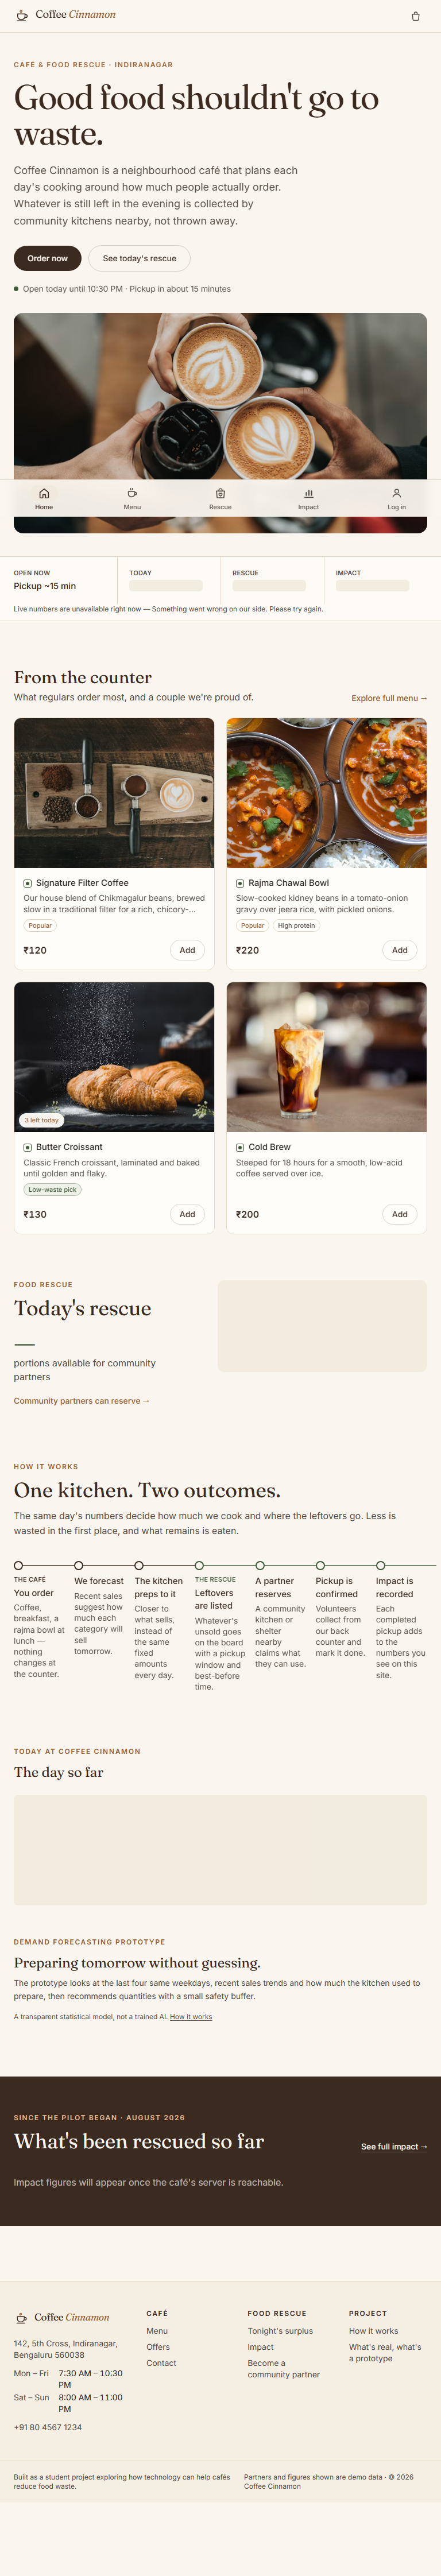 Coffee Cinnamon
CAFÉ & FOOD RESCUE · INDIRANAGAR
Good food shouldn't go to
waste.
Coffee Cinnamon is a neighbourhood café that plans each
day's cooking around how much people actually order.
Whatever is still left in the evening is collected by
community kitchens nearby, not thrown away.
Order now
See today's rescue
Open today until 10:30 PM · Pickup in about 15 minutes
Home
Menu
Rescue
Impact
Log in
OPEN NOW
Pickup ~15 min
TODAY
RESCUE
IMPACT
Live numbers are unavailable right now — Something went wrong on our side. Please try again.
From the counter
What regulars order most, and a couple we're proud of.
Explore full menu →
Signature Filter Coffee
Our house blend of Chikmagalur beans, brewed
slow in a traditional filter for a rich, chicory-...
Popular
₹120
Add
Rajma Chawal Bowl
Slow-cooked kidney beans in a tomato-onion
gravy over jeera rice, with pickled onions.
Popular
High protein
₹220
Add
3 left today
Butter Croissant
Classic French croissant, laminated and baked
until golden and flaky.
Low-waste pick
₹130
Add
Cold Brew
Steeped for 18 hours for a smooth, low-acid
coffee served over ice.
₹200
Add
FOOD RESCUE
Today's rescue
—
portions available for community
partners
Community partners can reserve →
HOW IT WORKS
One kitchen. Two outcomes.
The same day's numbers decide how much we cook and where the leftovers go. Less is
wasted in the first place, and what remains is eaten.
THE CAFÉ
You order
Coffee,
breakfast, a
rajma bowl at
lunch —
nothing
changes at
the counter.
We forecast
Recent sales
suggest how
much each
category will
sell
tomorrow.
The kitchen
preps to it
Closer to
what sells,
instead of
the same
fixed
amounts
every day.
THE RESCUE
Leftovers
are listed
Whatever's
unsold goes
on the board
with a pickup
window and
best-before
time.
A partner
reserves
A community
kitchen or
shelter
nearby
claims what
they can use.
Pickup is
confirmed
Volunteers
collect from
our back
counter and
mark it done.
Impact is
recorded
Each
completed
pickup adds
to the
numbers you
see on this
site.
TODAY AT COFFEE CINNAMON
The day so far
DEMAND FORECASTING PROTOTYPE
Preparing tomorrow without guessing.
The prototype looks at the last four same weekdays, recent sales trends and how much the kitchen used to
prepare, then recommends quantities with a small safety buffer.
A transparent statistical model, not a trained AI. How it works
SINCE THE PILOT BEGAN · AUGUST 2026
What's been rescued so far
See full impact →
Impact figures will appear once the café's server is reachable.
Coffee Cinnamon
142, 5th Cross, Indiranagar,
Bengaluru 560038
Mon – Fri 7:30 AM – 10:30
PM
Sat – Sun 8:00 AM – 11:00
PM
+91 80 4567 1234
CAFÉ
Menu
Offers
Contact
FOOD RESCUE
Tonight's surplus
Impact
Become a
community partner
PROJECT
How it works
What's real, what's
a prototype
Built as a student project exploring how technology can help cafés
reduce food waste.
Partners and figures shown are demo data · © 2026
Coffee Cinnamon